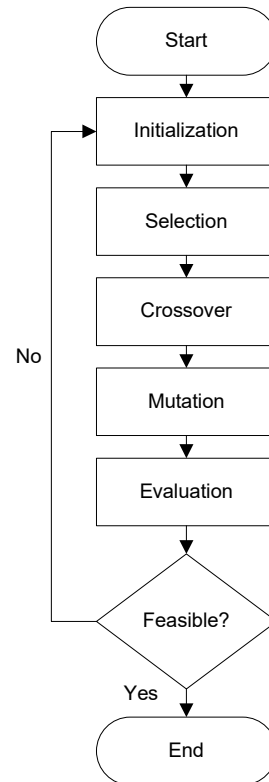 Start
Initialization
Selection
Crossover
No
Mutation
Evaluation
Feasible?
Yes
End